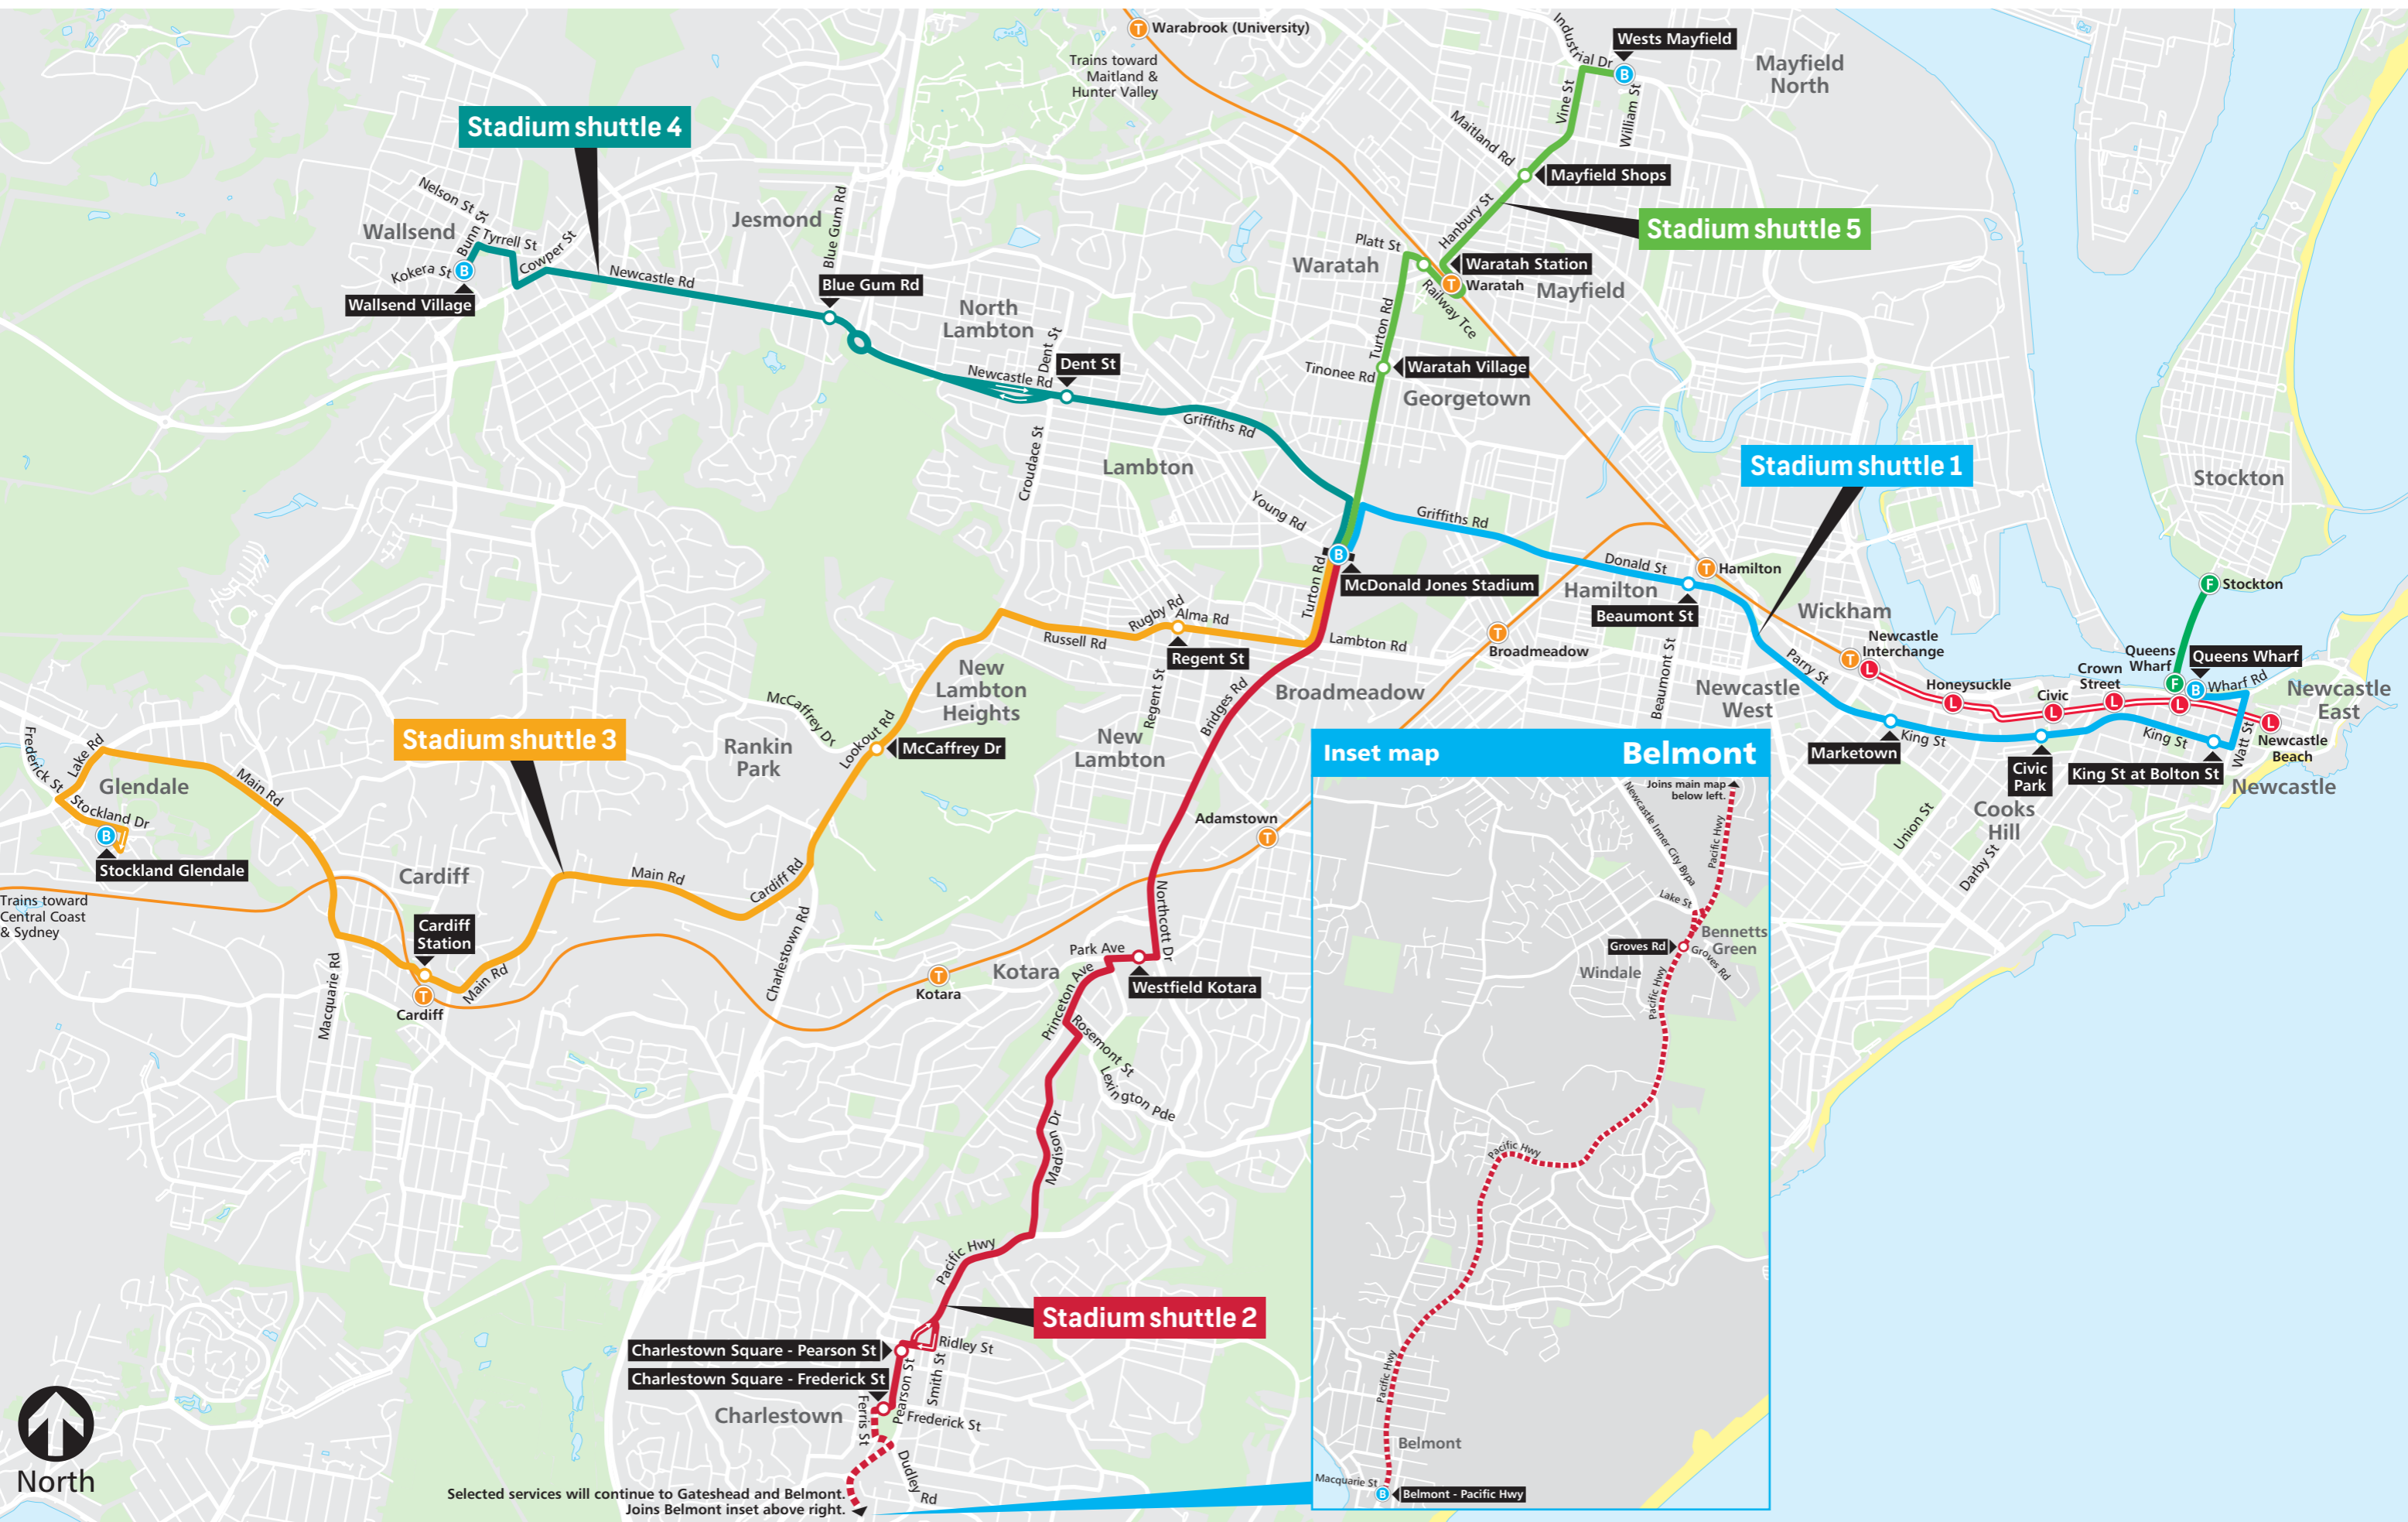 Warabrook (University)
Trains toward
Maitland &
Hunter Valley
Industrial Dr
Wests Mayfield
Mayfield
North
Vine St
William St
Maitland Rd
Mayfield Shops
Stadium shuttle 4
Stadium shuttle 5
Nelson St
Wallsend
Bunn St
Tyrrell St
Cowper St
Kokera St
B
Wallsend Village
Newcastle Rd
Jesmond
Blue Gum Rd
Blue Gum Rd
North
Lambton
Dent St
Dent St
Newcastle Rd
Griffiths Rd
Croudace St
Lambton
Young Rd
Platt St
Hanbury St
Waratah
Waratah Station
T
Waratah
Mayfield
Railway Tce
Turton Rd
Tinonee Rd
Waratah Village
Georgetown
Stadium shuttle 1
Stockton
Griffiths Rd
Donald St
B
McDonald Jones Stadium
Turton Rd
Hamilton
T
Hamilton
Beaumont St
Beaumont St
Wickham
F
Stockton
Newcastle
Interchange
Queens
Wharf
Queens Wharf
Wharf Rd
Crown
Street
Civic
Honeysuckle
Newcastle
East
Newcastle
Beach
Watt St
King St
King St at Bolton St
Newcastle
Civic
Park
King St
Marketown
Parry St
Newcastle
West
Cooks
Hill
Union St
Darby St
T
Broadmeadow
Broadmeadow
Lambton Rd
Rugby Rd
Alma Rd
Russell Rd
Regent St
Regent St
New
Lambton
Heights
New
Lambton
Bridges Rd
McCaffrey Dr
Lookout Rd
McCaffrey Dr
Rankin
Park
Stadium shuttle 3
Frederick St
Lake Rd
Glendale
Main Rd
Stockland Dr
B
Stockland Glendale
Trains toward
Central Coast
& Sydney
Cardiff
Cardiff
Station
T
Cardiff
Main Rd
Main Rd
Cardiff Rd
Macquarie Rd
Charlestown Rd
T
Kotara
Kotara
Adamstown
T
Northcott Dr
Park Ave
Westfield Kotara
Princeton Ave
Rosemont St
Lexington Pde
Madison Dr
Pacific Hwy
Stadium shuttle 2
Charlestown Square - Pearson St
Ridley St
Charlestown Square - Frederick St
Pearson St
Smith St
Charlestown
Ferris St
Frederick St
Dudley Rd
Selected services will continue to Gateshead and Belmont.
Joins Belmont inset above right.
North
Inset map
Belmont
Joins main map
below left.
Newcastle Inner City Bypa
Pacific Hwy
Lake St
Bennetts
Green
Groves Rd
Groves Rd
Windale
Pacific Hwy
Pacific Hwy
Pacific Hwy
Belmont
Macquarie St
B
Belmont - Pacific Hwy